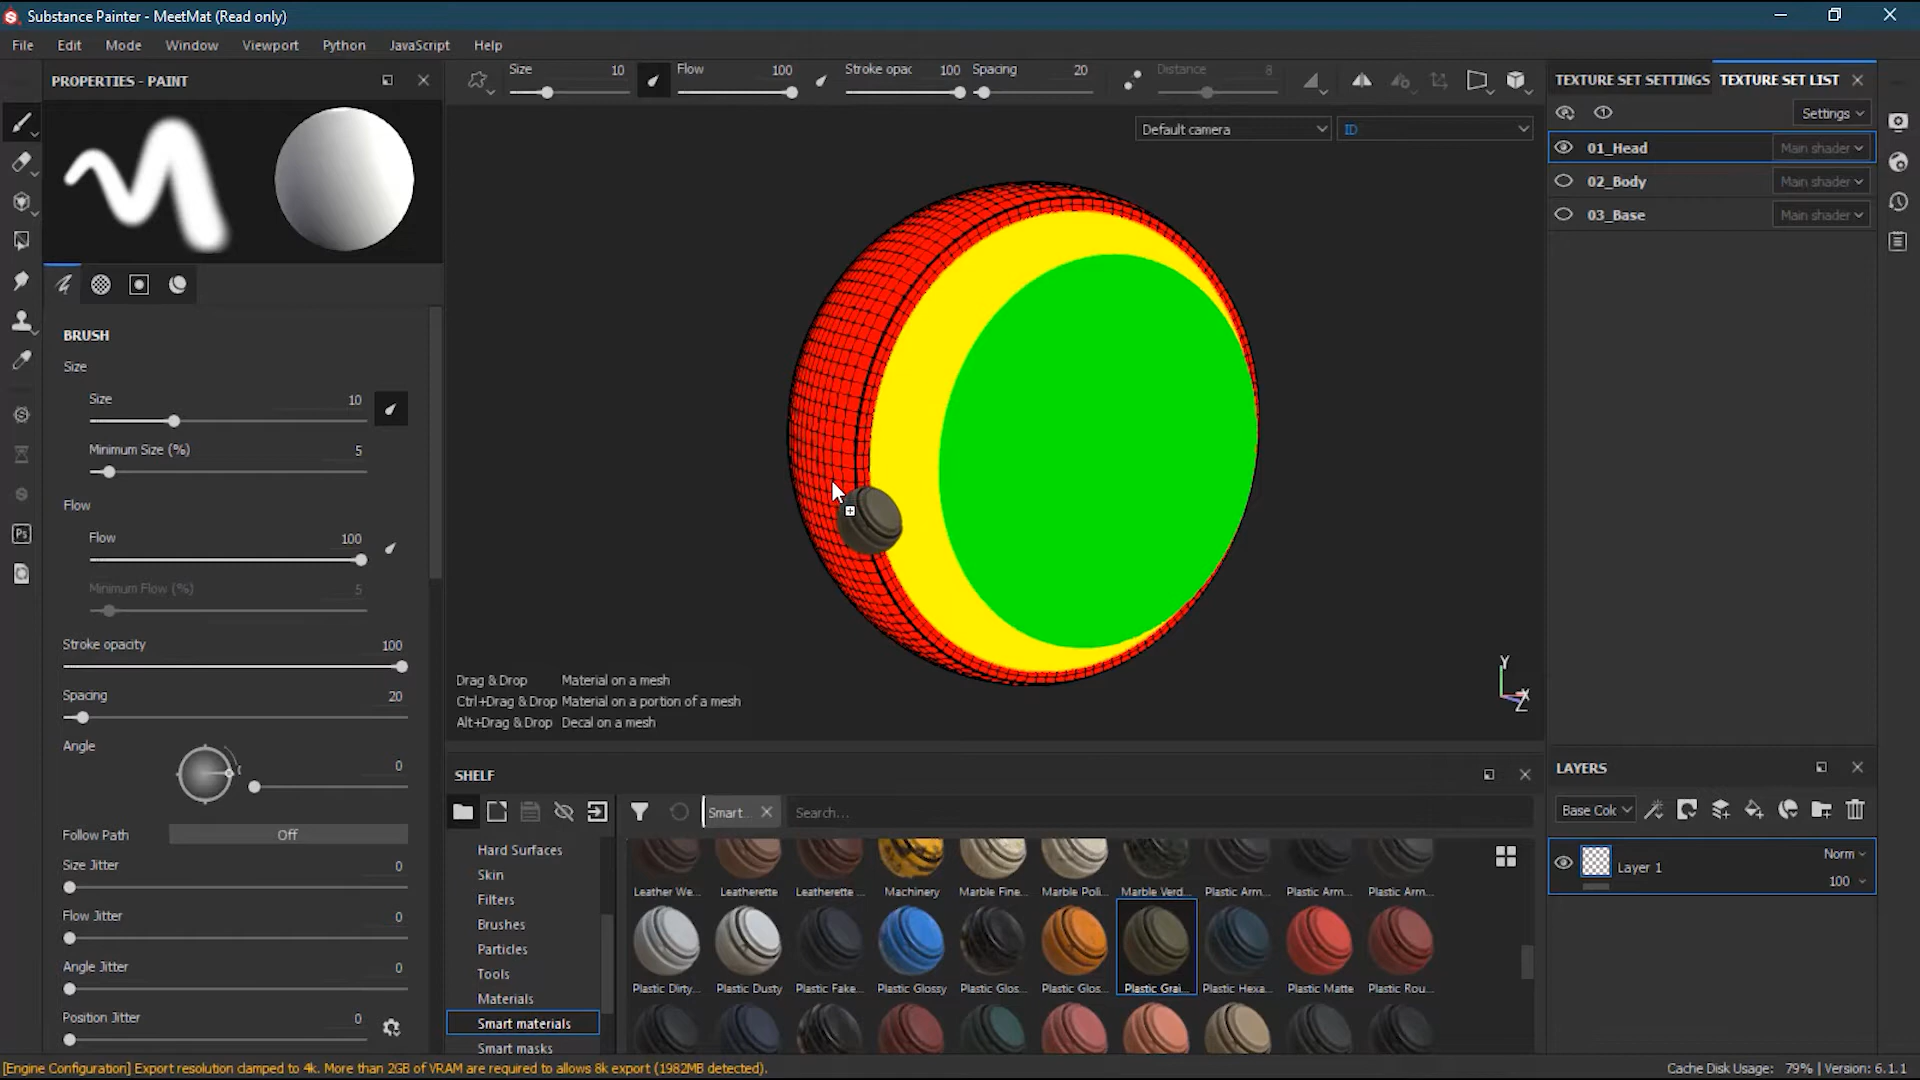 Substance Painter - MeetMat (Read only)
File Edit Mode Window Viewport Python JavaScript Help
PROPERTIES - PAINT
Size 10 Flow 100 Stroke opac 100 Spacing 20 Distance 8
TEXTURE SET SETTINGS TEXTURE SET LIST
Settings
Default camera ID
01_Head Main shader
02_Body Main shader
03_Base Main shader
BRUSH
Size
Size 10
Minimum Size (%) 5
Flow
Flow 100
Minimum Flow (%) 5
Stroke opacity 100
Spacing 20
Angle 0
Follow Path Off
Size Jitter 0
Flow Jitter 0
Angle Jitter 0
Position Jitter 0
Ps
Drag & Drop Material on a mesh
Ctrl+Drag & Drop Material on a portion of a mesh
Alt+Drag & Drop Decal on a mesh
Y
X
Z
SHELF
Smart... Search...
Hard Surfaces
Skin
Filters
Brushes
Particles
Tools
Materials
Smart materials
Smart masks
Leather We... Leatherette Leatherette ... Machinery Marble Fine... Marble Poli... Marble Verd... Plastic Arm... Plastic Arm... Plastic Arm...
Plastic Dirty... Plastic Dusty Plastic Fake... Plastic Glossy Plastic Glos... Plastic Glos... Plastic Grai... Plastic Hexa... Plastic Matte Plastic Rou...
LAYERS
Base Col
Layer 1 Norm
100
[Engine Configuration] Export resolution clamped to 4k. More than 2GB of VRAM are required to allows 8k export (1982MB detected).
Cache Disk Usage: 79% | Version: 6.1.1